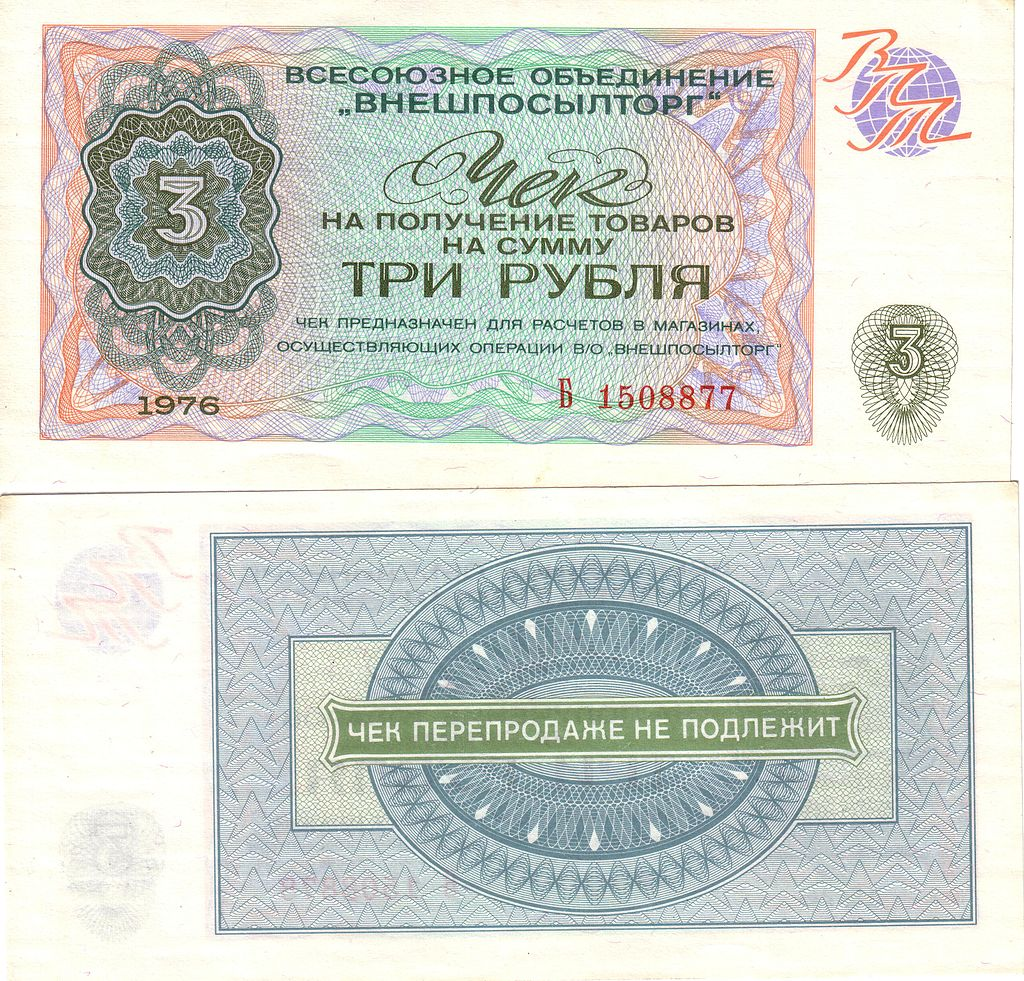 ВСЕСОЮЗНОЕ ОБЪЕДИНЕНИЕ
„ВНЕШПОСЫЛТОРГ“
ВПТ
3
Чек
НА ПОЛУЧЕНИЕ ТОВАРОВ
НА СУММУ
ТРИ РУБЛЯ
ЧЕК ПРЕДНАЗНАЧЕН ДЛЯ РАСЧЕТОВ В МАГАЗИНАХ,
ОСУЩЕСТВЛЯЮЩИХ ОПЕРАЦИИ В/О „ВНЕШПОСЫЛТОРГ“
3
1976
Б 1508877
ЧЕК ПЕРЕПРОДАЖЕ НЕ ПОДЛЕЖИТ